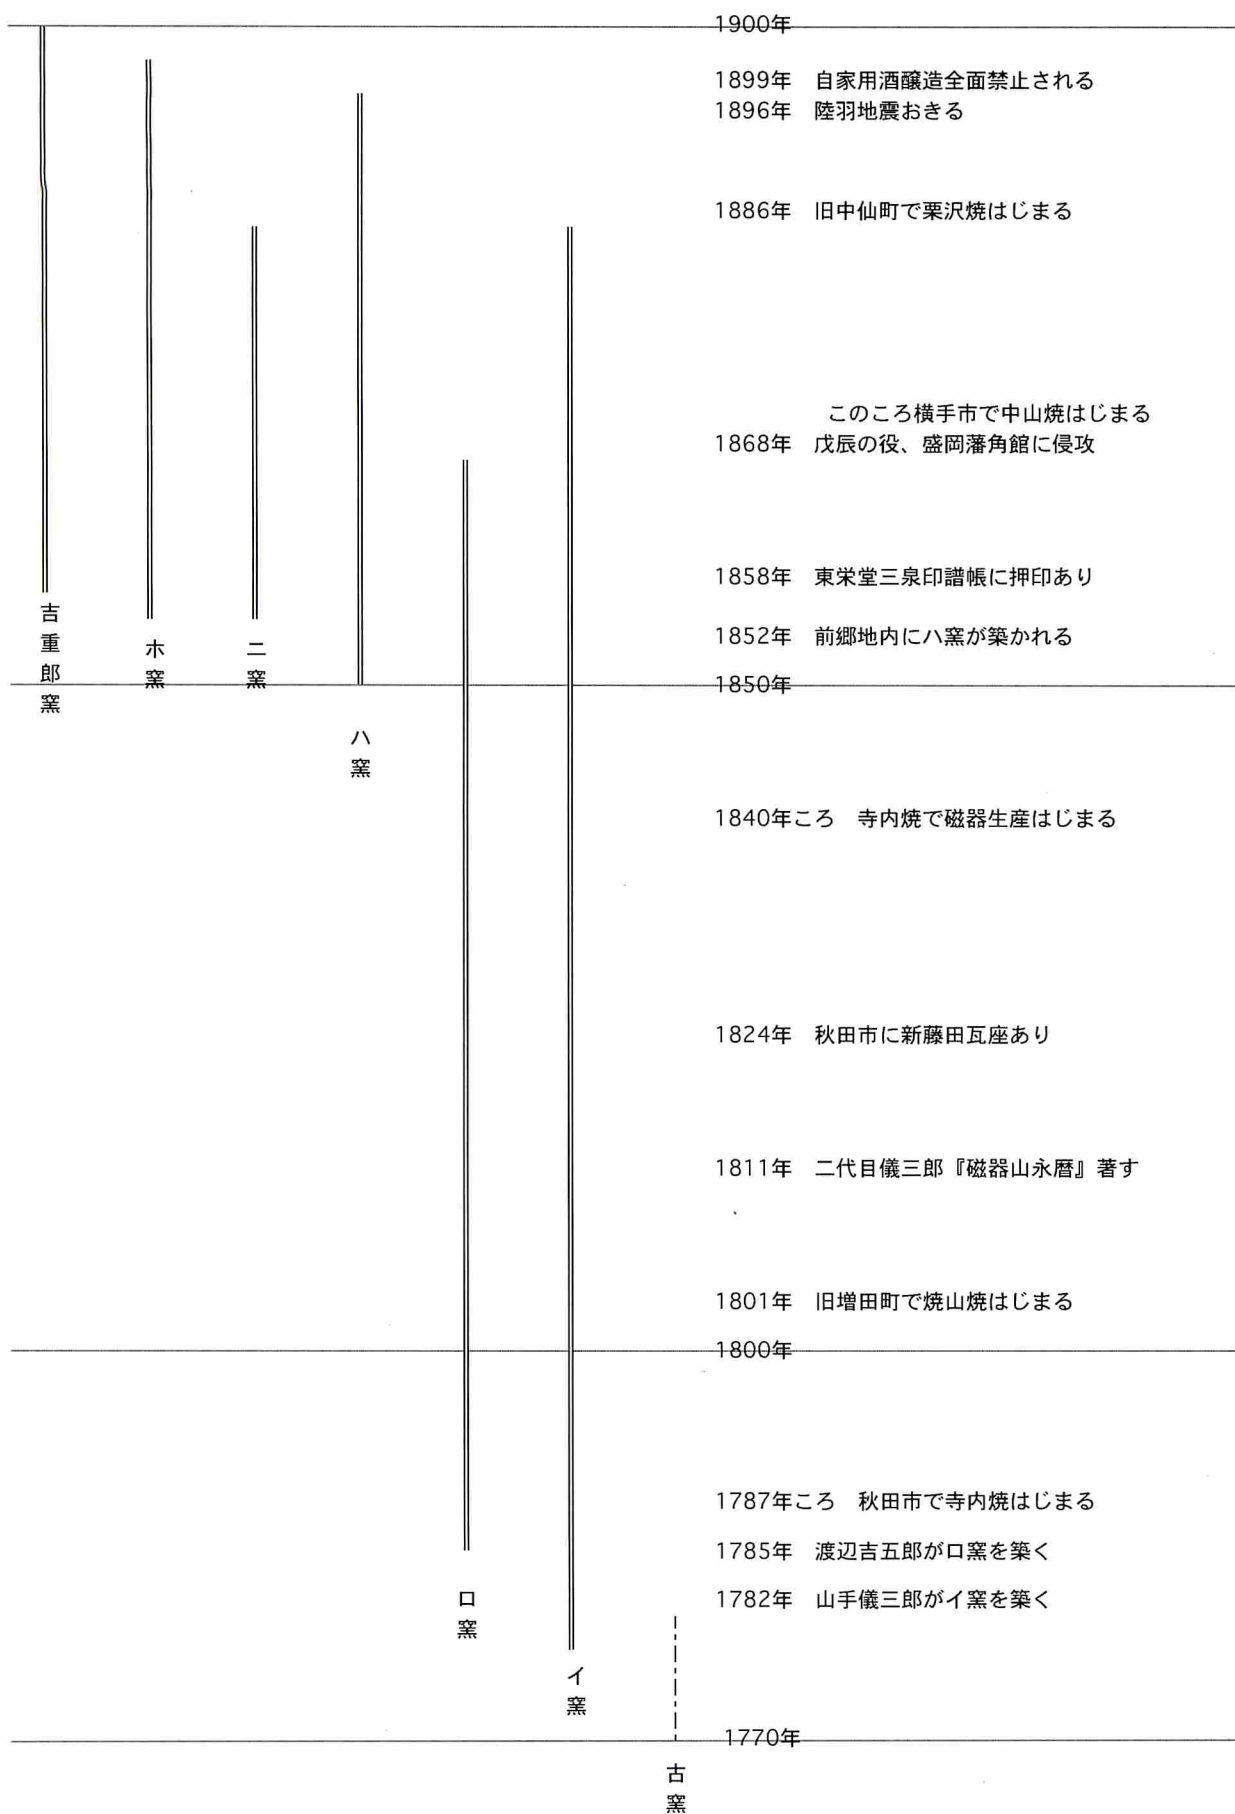 1900年
1899年　自家用酒醸造全面禁止される
1896年　陸羽地震おきる
1886年　旧中仙町で栗沢焼はじまる
このころ横手市で中山焼はじまる
1868年　戊辰の役、盛岡藩角館に侵攻
1858年　東栄堂三泉印譜帳に押印あり
1852年　前郷地内にハ窯が築かれる
1850年
1840年ころ　寺内焼で磁器生産はじまる
1824年　秋田市に新藤田瓦座あり
1811年　二代目儀三郎『磁器山永暦』著す
1801年　旧増田町で焼山焼はじまる
1800年
1787年ころ　秋田市で寺内焼はじまる
1785年　渡辺吉五郎がロ窯を築く
1782年　山手儀三郎がイ窯を築く
1770年
吉重郎窯
ホ窯
ニ窯
ハ窯
ロ窯
イ窯
古窯